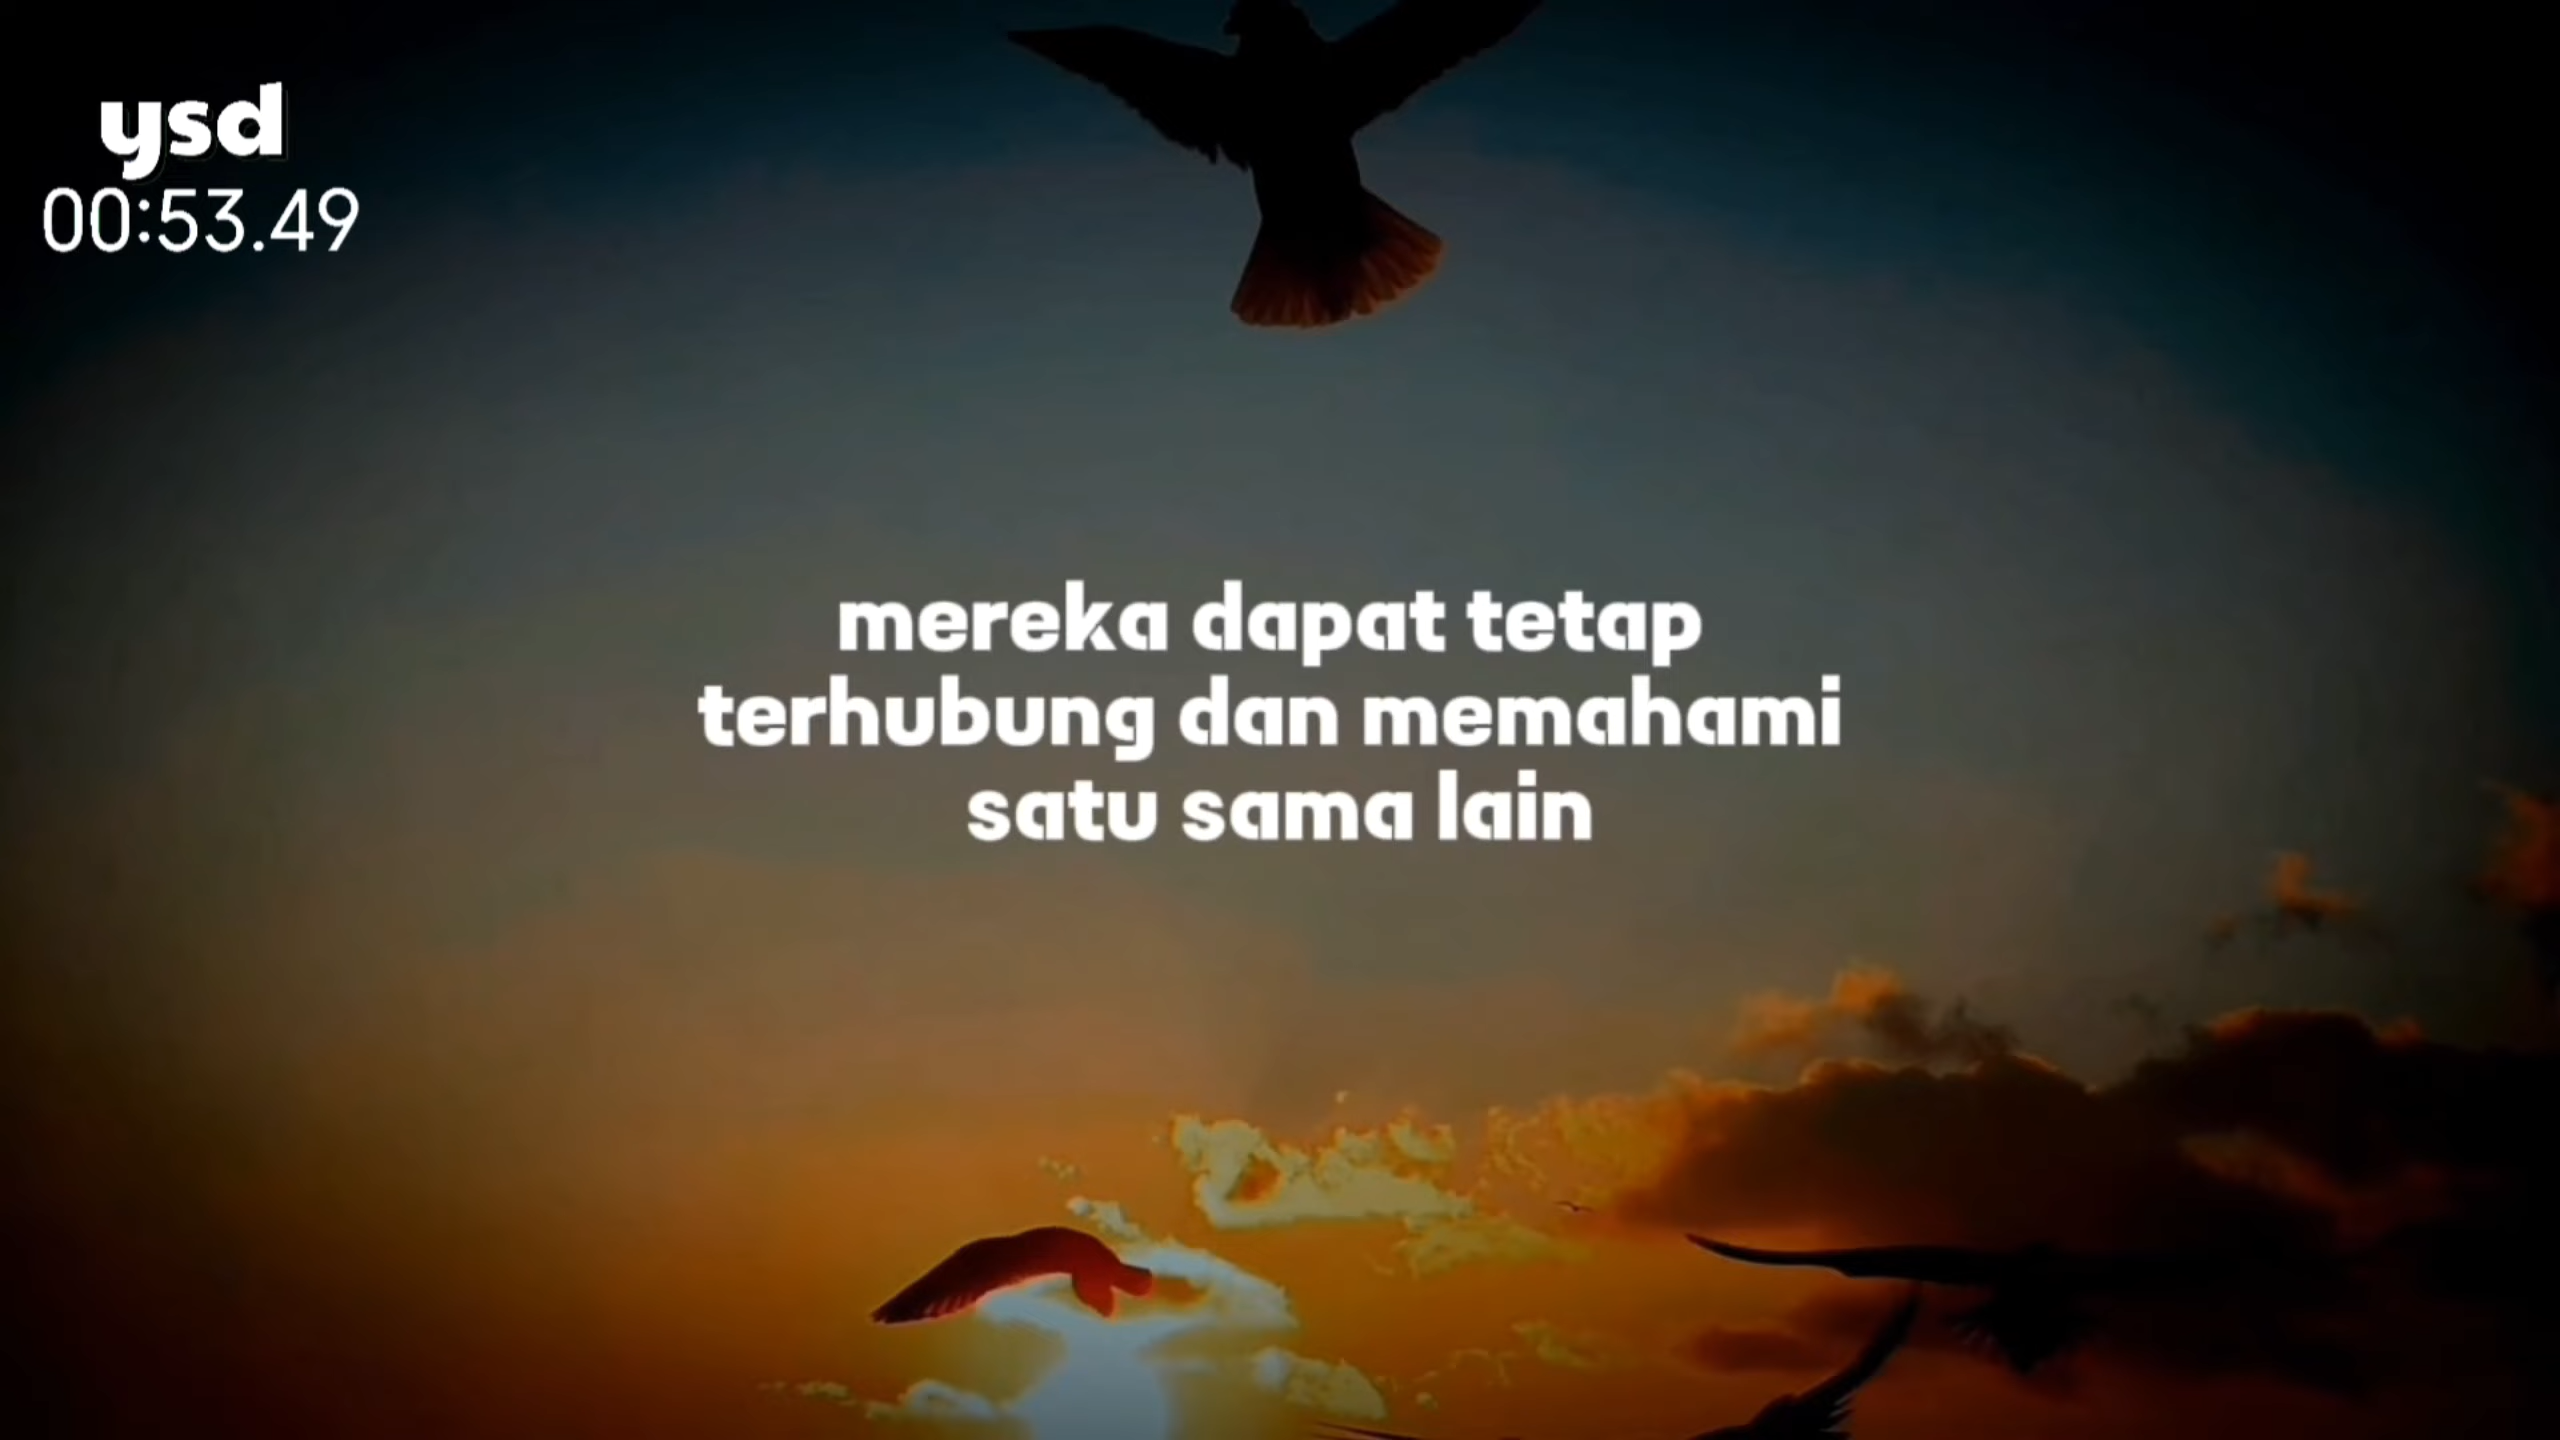 ysd
00:53.49
mereka dapat tetap
terhubung dan memahami
satu sama lain